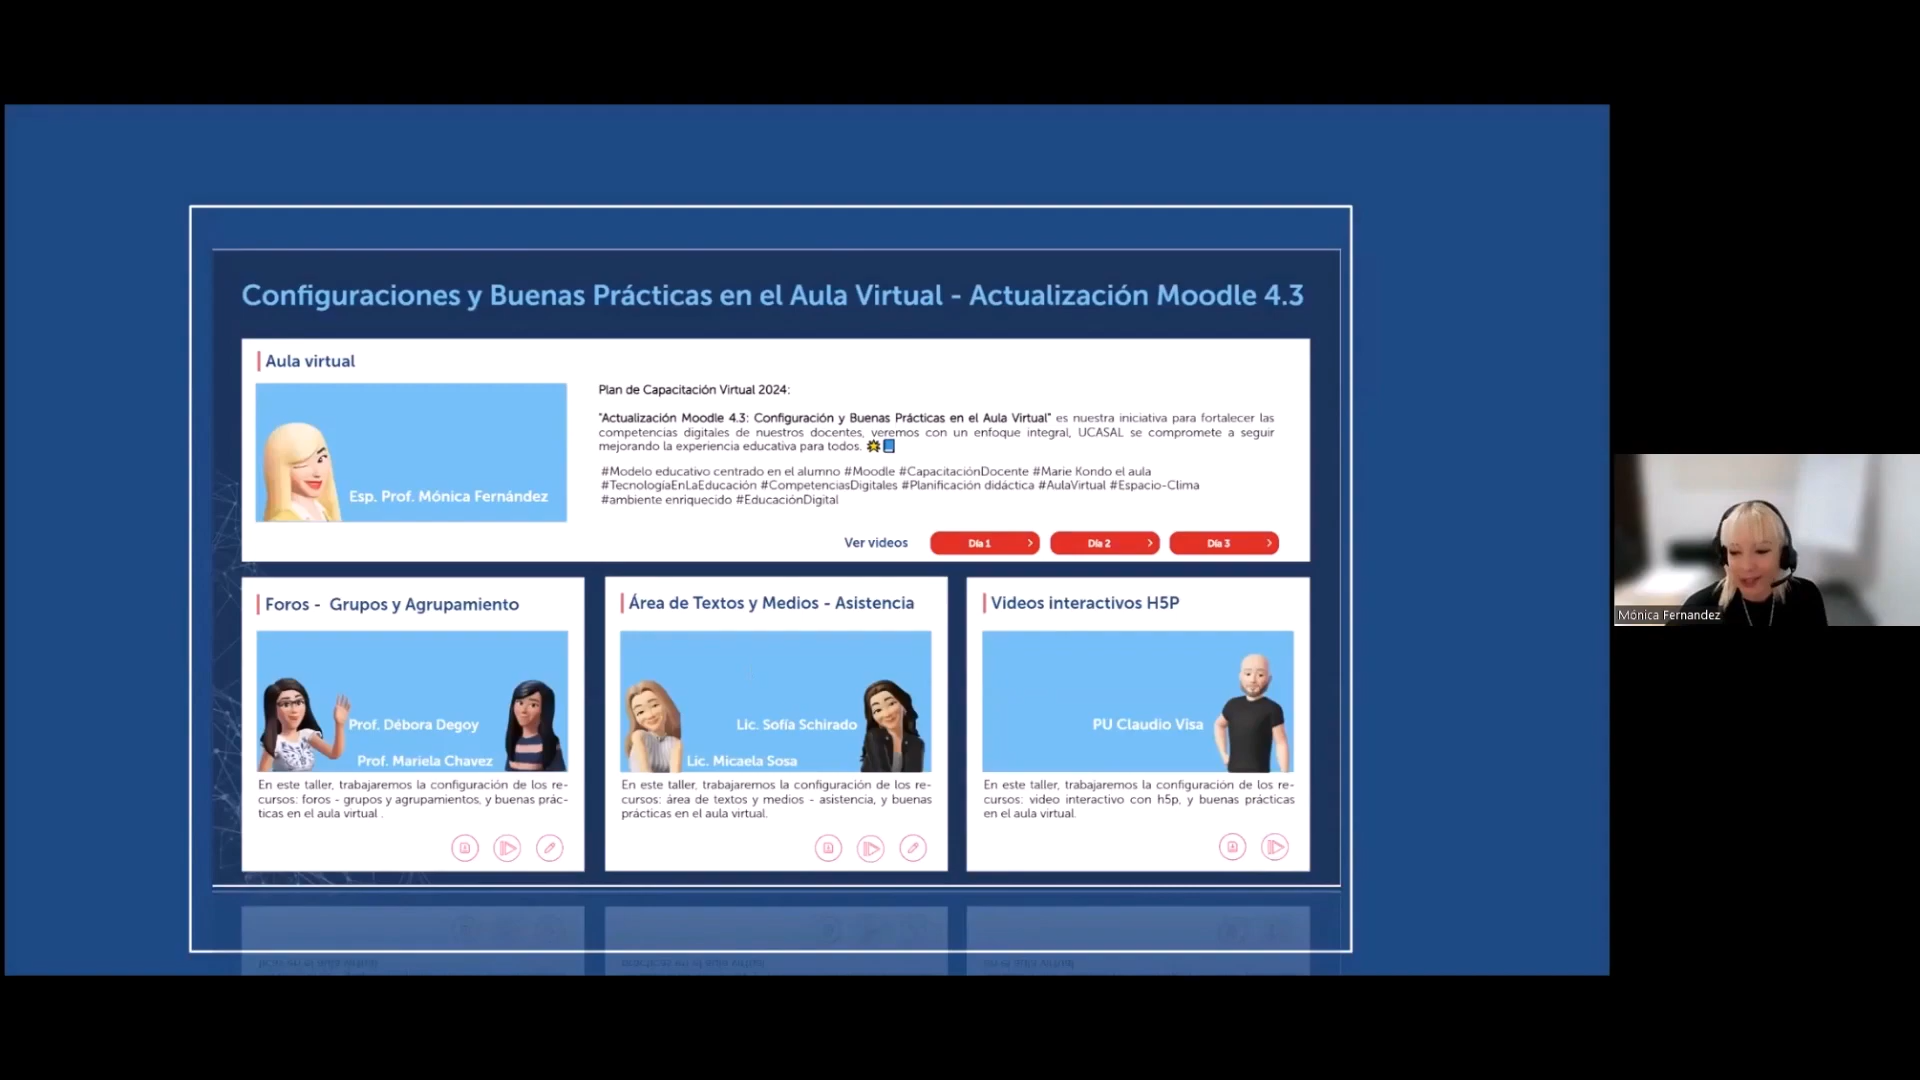 Configuraciones y Buenas Prácticas en el Aula Virtual - Actualización Moodle 4.3
Aula virtual
Esp. Prof. Mónica Fernández
Plan de Capacitación Virtual 2024:
"Actualización Moodle 4.3: Configuración y Buenas Prácticas en el Aula Virtual" es nuestra iniciativa para fortalecer las
competencias digitales de nuestros docentes, veremos con un enfoque integral, UCASAL se compromete a seguir
mejorando la experiencia educativa para todos. 💥📘
#Modelo educativo centrado en el alumno #Moodle #CapacitaciónDocente #Marie Kondo el aula
#TecnologíaEnLaEducación #CompetenciasDigitales #Planificación didáctica #AulaVirtual #Espacio-Clima
#ambiente enriquecido #EducaciónDigital
Ver videos
Día 1
Día 2
Día 3
Foros - Grupos y Agrupamiento
Prof. Débora Degoy
Prof. Mariela Chavez
En este taller, trabajaremos la configuración de los re-
cursos: foros - grupos y agrupamientos, y buenas prác-
ticas en el aula virtual .
Área de Textos y Medios - Asistencia
Lic. Sofía Schirado
Lic. Micaela Sosa
En este taller, trabajaremos la configuración de los re-
cursos: área de textos y medios - asistencia, y buenas
prácticas en el aula virtual.
Videos interactivos H5P
PU Claudio Visa
En este taller, trabajaremos la configuración de los re-
cursos: video interactivo con h5p, y buenas prácticas
en el aula virtual.
Mónica Fernandez